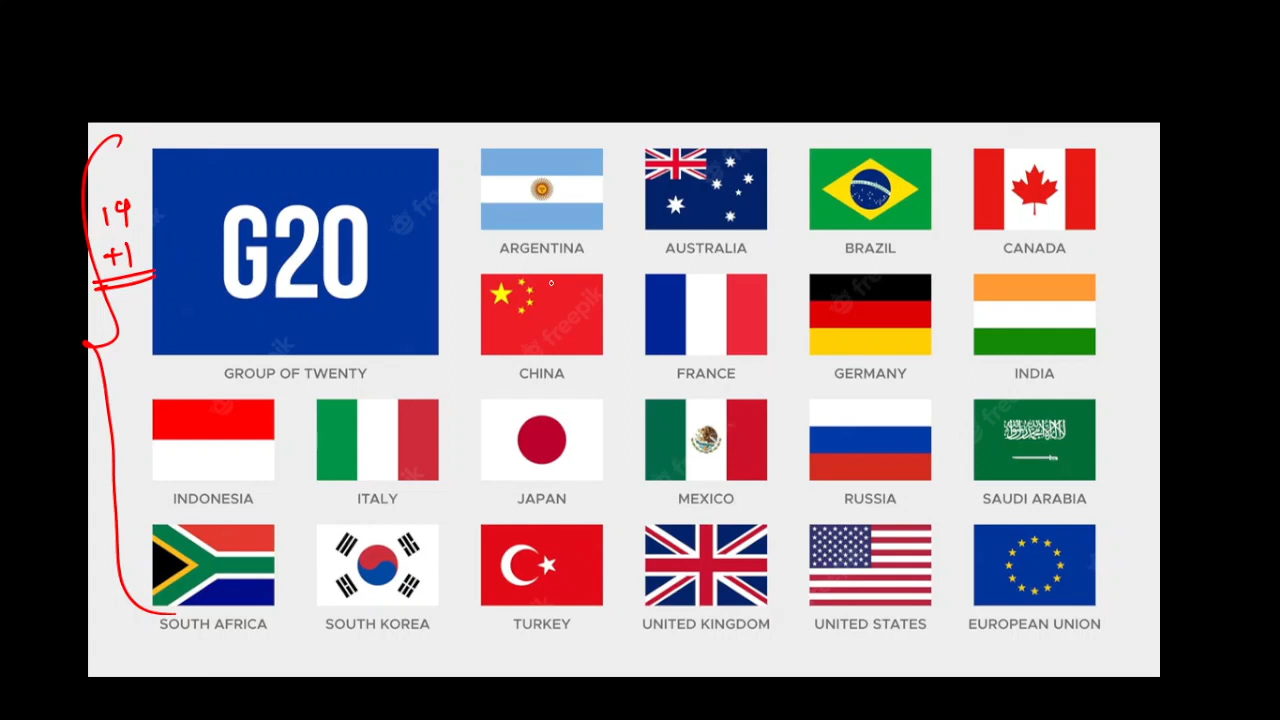 19
+1
G20
GROUP OF TWENTY
ARGENTINA
AUSTRALIA
BRAZIL
CANADA
CHINA
FRANCE
GERMANY
INDIA
INDONESIA
ITALY
JAPAN
MEXICO
RUSSIA
SAUDI ARABIA
SOUTH AFRICA
SOUTH KOREA
TURKEY
UNITED KINGDOM
UNITED STATES
EUROPEAN UNION
freepik